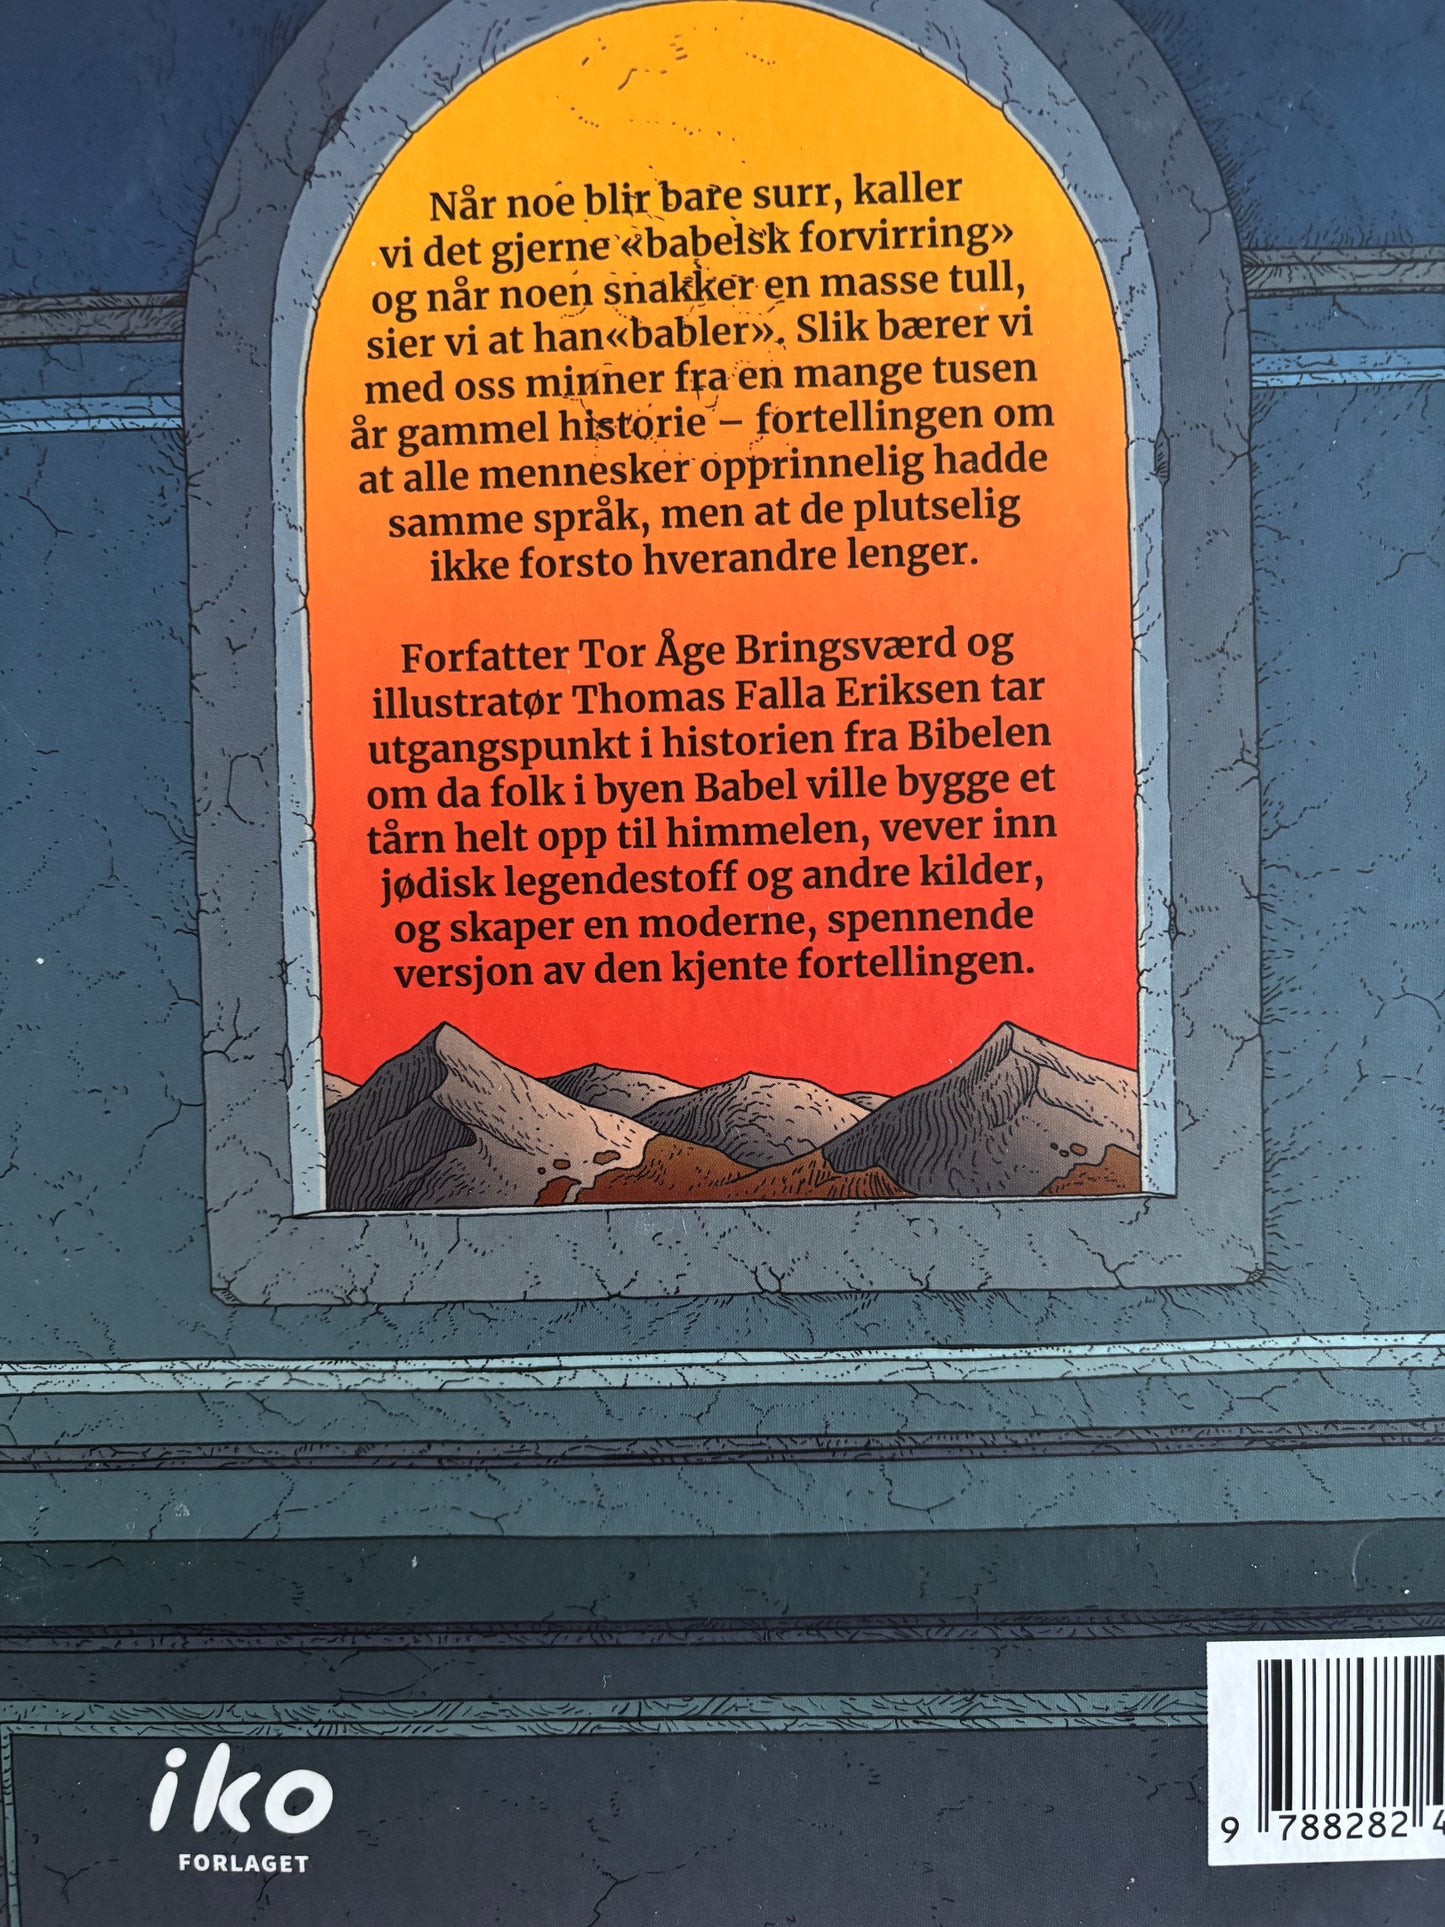 Når noe blir bare surr, kaller
vi det gjerne «babelsk forvirring»
og når noen snakker en masse tull,
sier vi at han«babler». Slik bærer vi
med oss minner fra en mange tusen
år gammel historie – fortellingen om
at alle mennesker opprinnelig hadde
samme språk, men at de plutselig
ikke forsto hverandre lenger.
Forfatter Tor Åge Bringsværd og
illustratør Thomas Falla Eriksen tar
utgangspunkt i historien fra Bibelen
om da folk i byen Babel ville bygge et
tårn helt opp til himmelen, vever inn
jødisk legendestoff og andre kilder,
og skaper en moderne, spennende
versjon av den kjente fortellingen.
iko
FORLAGET
9 788282 4